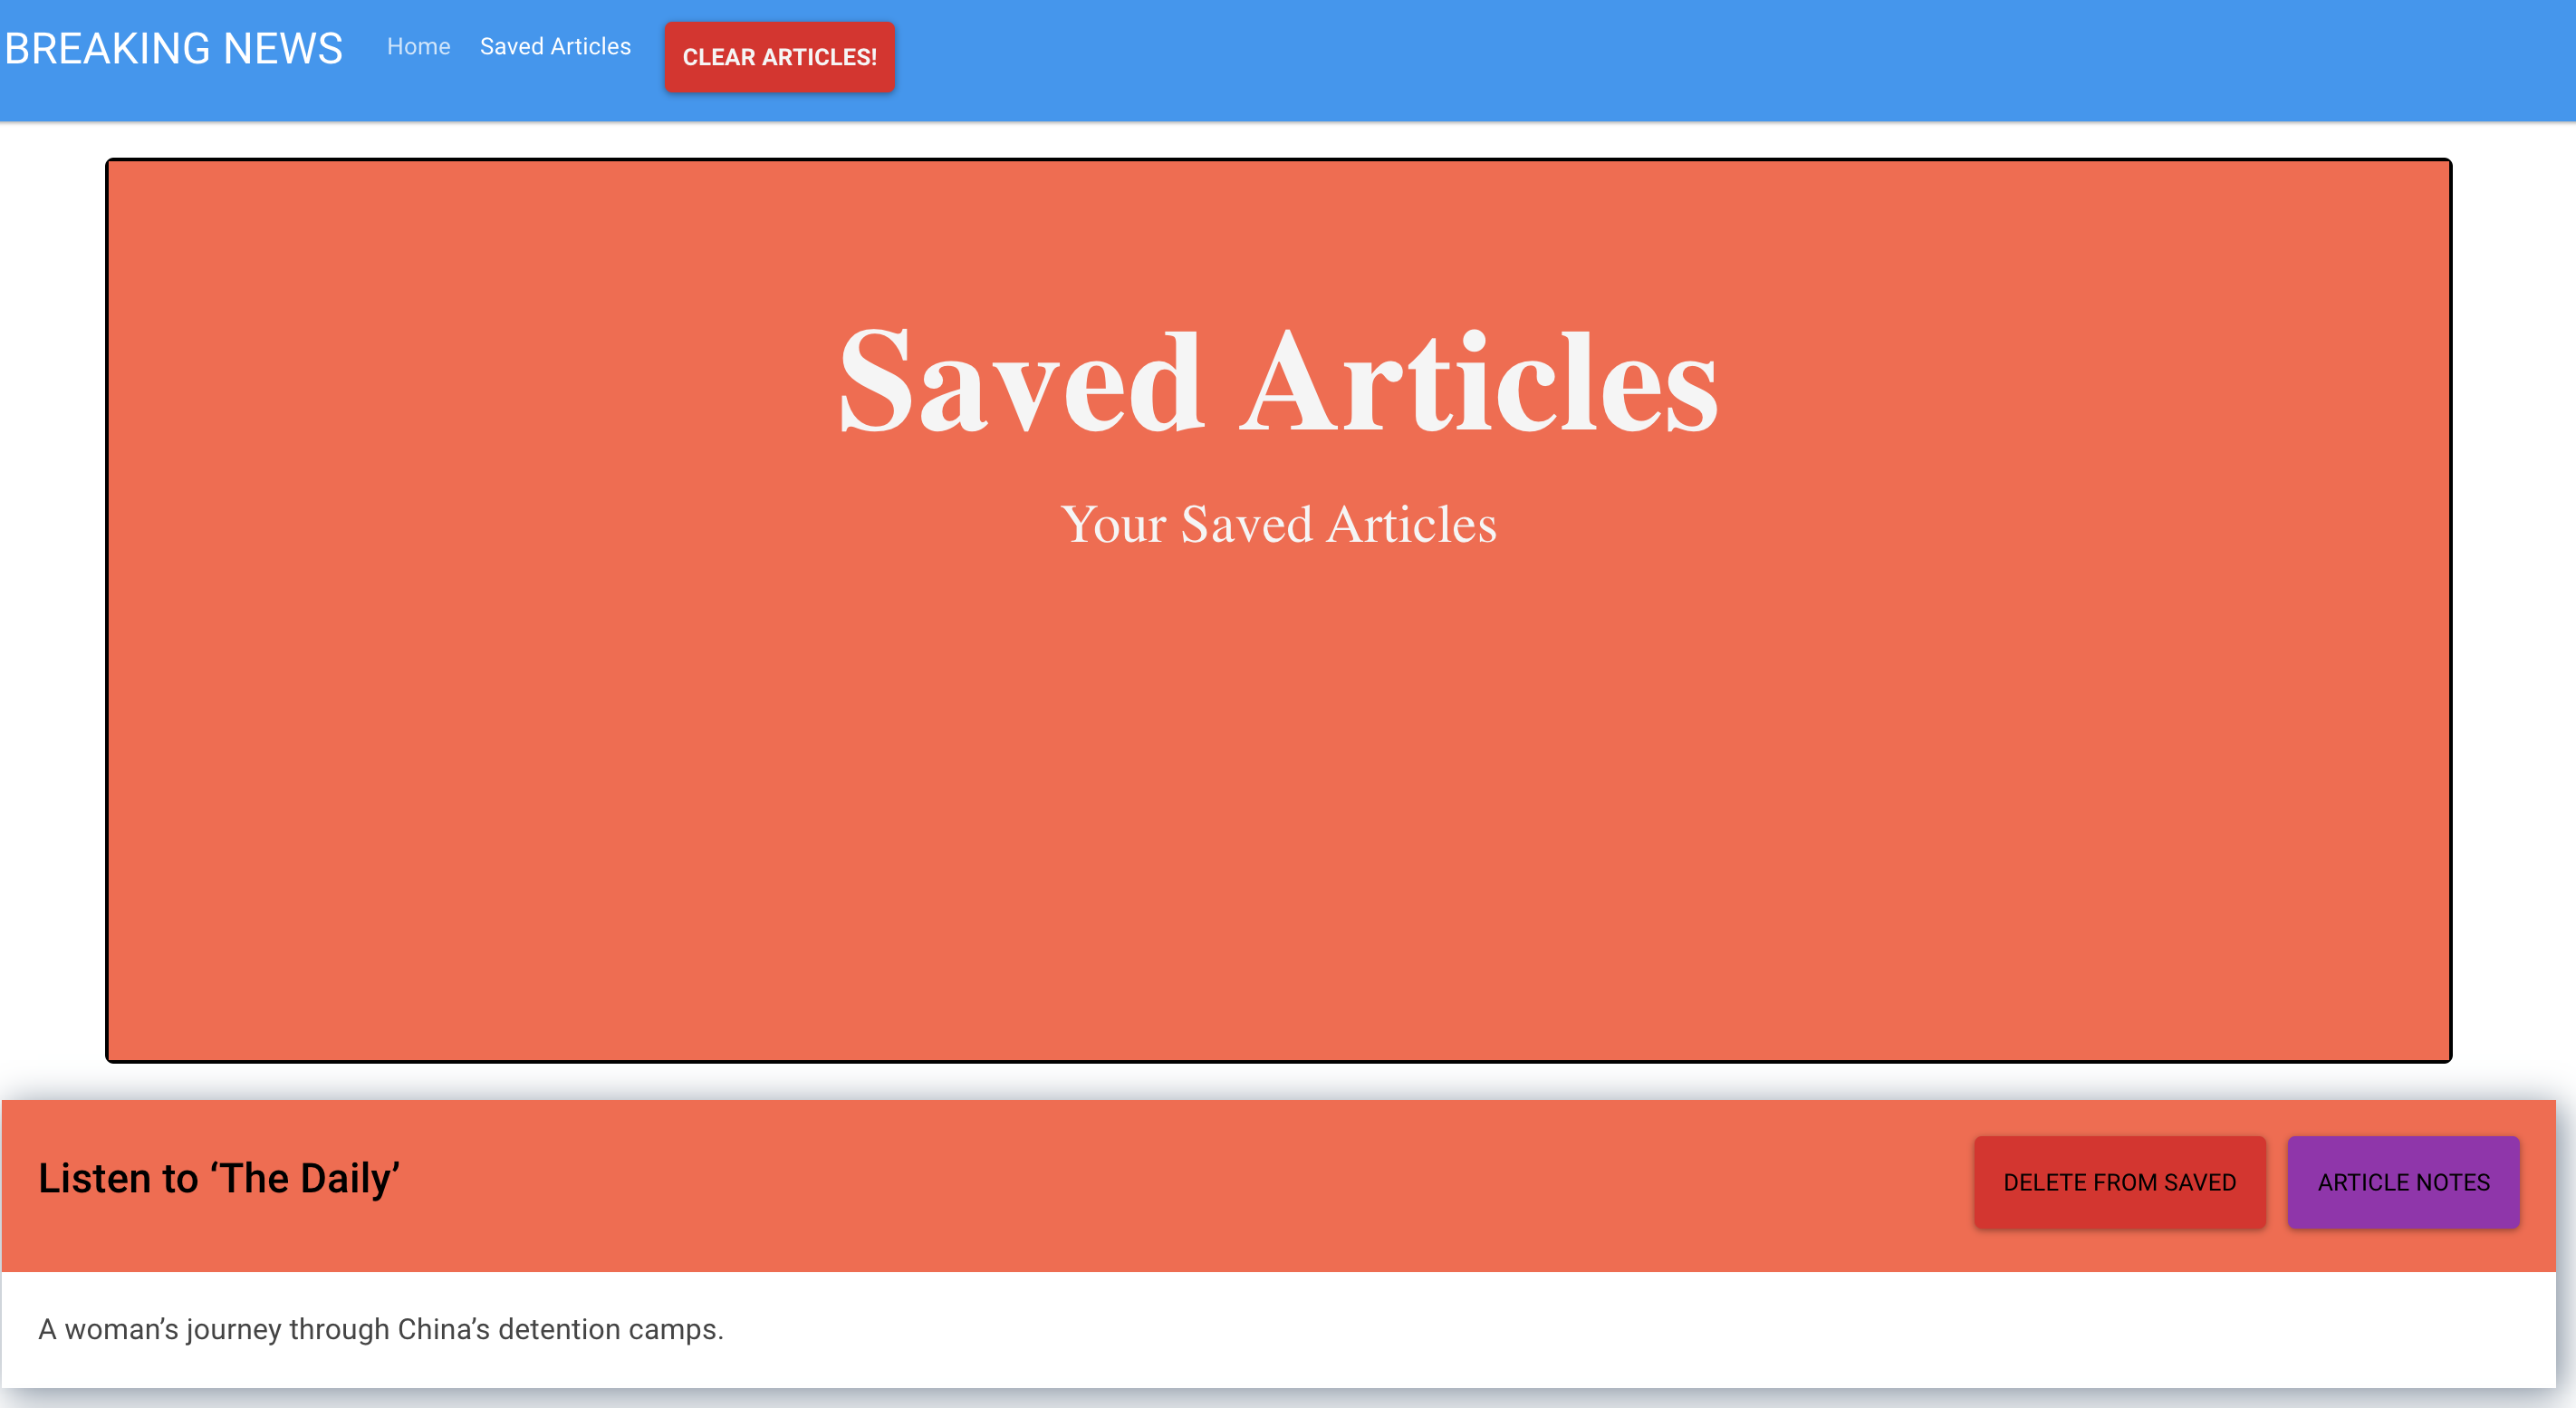 BREAKING NEWS Home Saved Articles CLEAR ARTICLES!
Saved Articles
Your Saved Articles
Listen to ‘The Daily’ DELETE FROM SAVED ARTICLE NOTES
A woman’s journey through China’s detention camps.